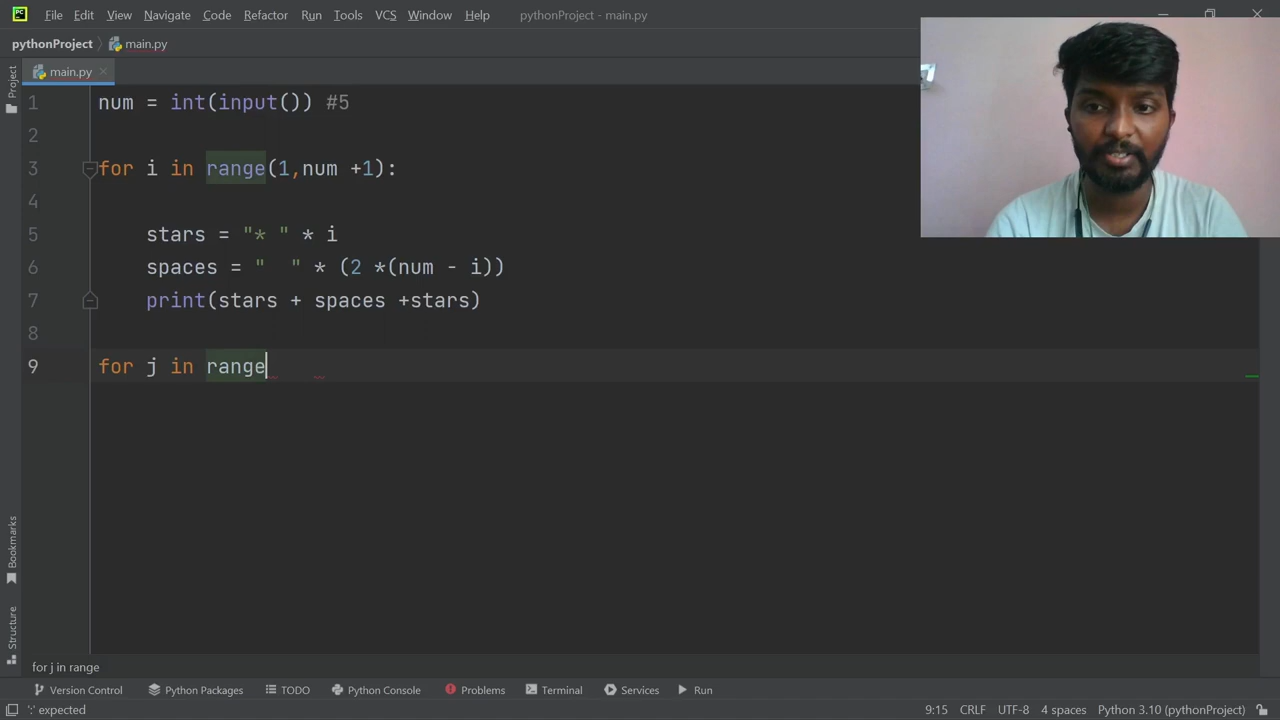 File Edit View Navigate Code Refactor Run Tools VCS Window Help pythonProject - main.py
pythonProject main.py
main.py
Project
1 num = int(input()) #5
2
3 for i in range(1,num +1):
4
5 stars = "* " * i
6 spaces = "  " * (2 *(num - i))
7 print(stars + spaces +stars)
8
9 for j in range
Bookmarks
Structure
for j in range
Version Control Python Packages TODO Python Console Problems Terminal Services Run
':' expected 9:15 CRLF UTF-8 4 spaces Python 3.10 (pythonProject)